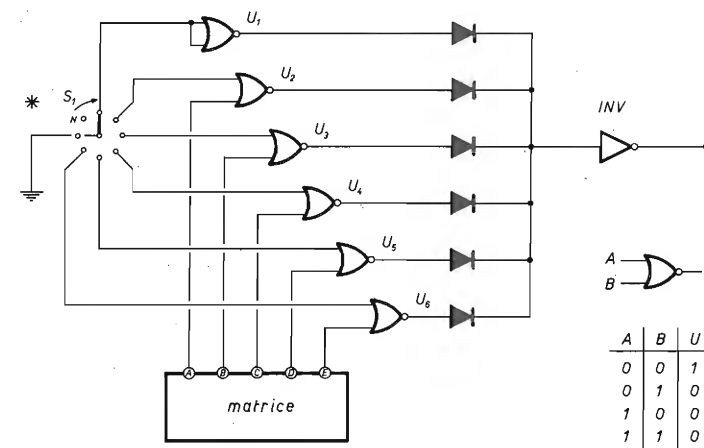 U1
U2
U3
U4
U5
U6
*
S1
N
INV
A
B
A B C D E
matrice
A B U
0 0 1
0 1 0
1 0 0
1 1 0